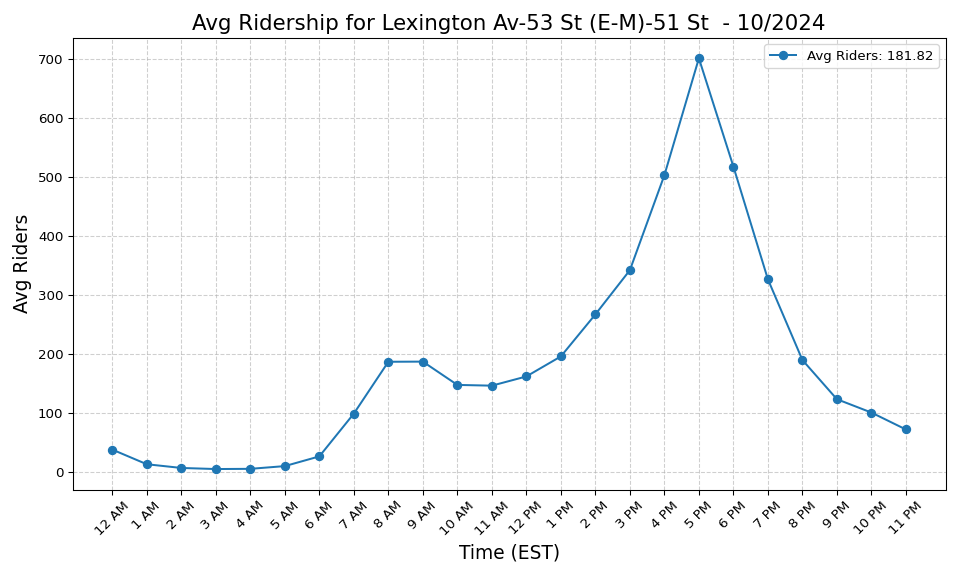 Avg Ridership for Lexington Av-53 St (E-M)-51 St  - 10/2024
Avg Riders: 181.82
Avg Riders
700
600
500
400
300
200
100
0
12 AM
1 AM
2 AM
3 AM
4 AM
5 AM
6 AM
7 AM
8 AM
9 AM
10 AM
11 AM
12 PM
1 PM
2 PM
3 PM
4 PM
5 PM
6 PM
7 PM
8 PM
9 PM
10 PM
11 PM
Time (EST)